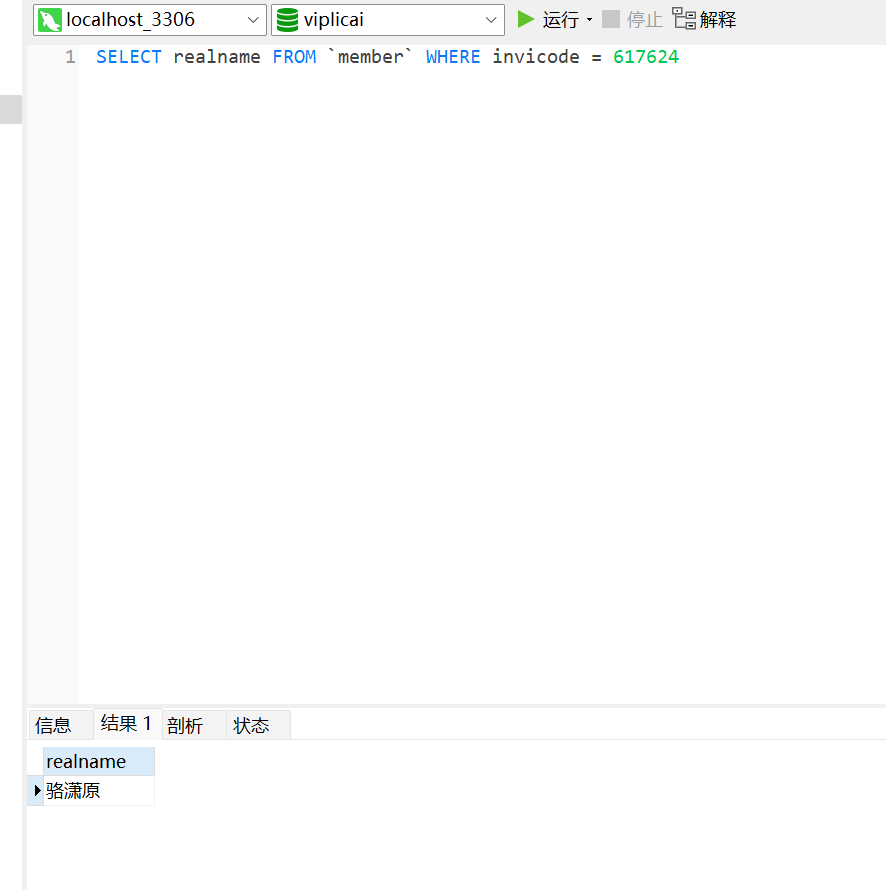 localhost_3306 viplicai 运行 停止 解释
1 SELECT realname FROM `member` WHERE invicode = 617624
信息 结果 1 剖析 状态
realname
骆潇原